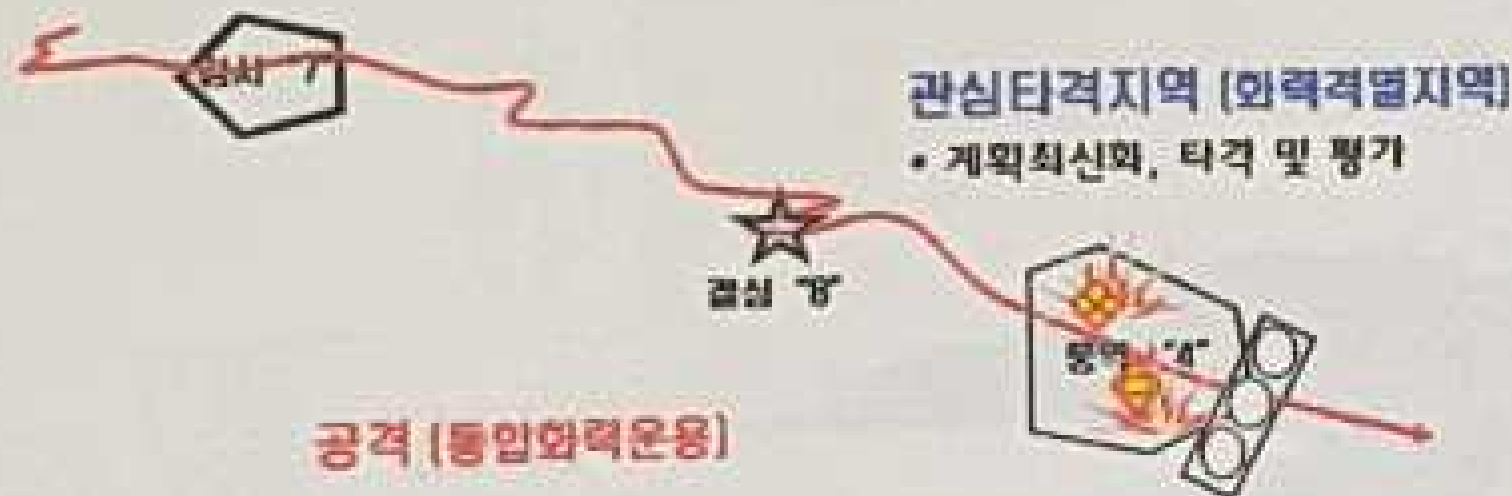 관심타격지역 (화력격멸지역)
• 계획최신화, 타격 및 평가
결심 "B"
"4"
공격 (통합화력운용)